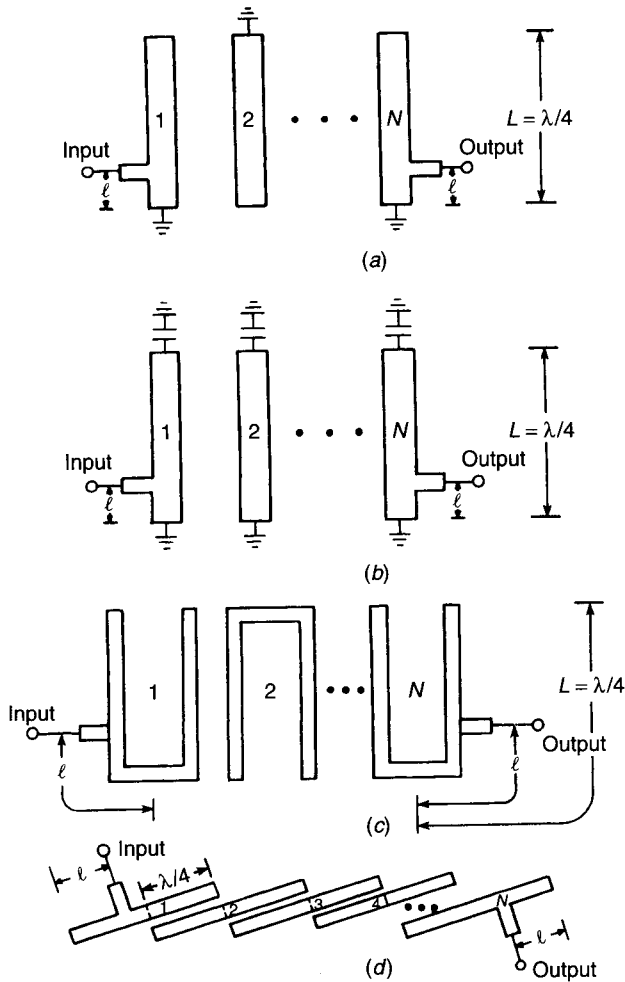 1
2
N
L = λ/4
Input
Output
ℓ
ℓ
(a)
1
2
N
L = λ/4
Input
Output
ℓ
ℓ
(b)
1
2
N
L = λ/4
Input
Output
ℓ
ℓ
(c)
Input
ℓ
λ/4
1
2
3
4
N
ℓ
(d)
Output